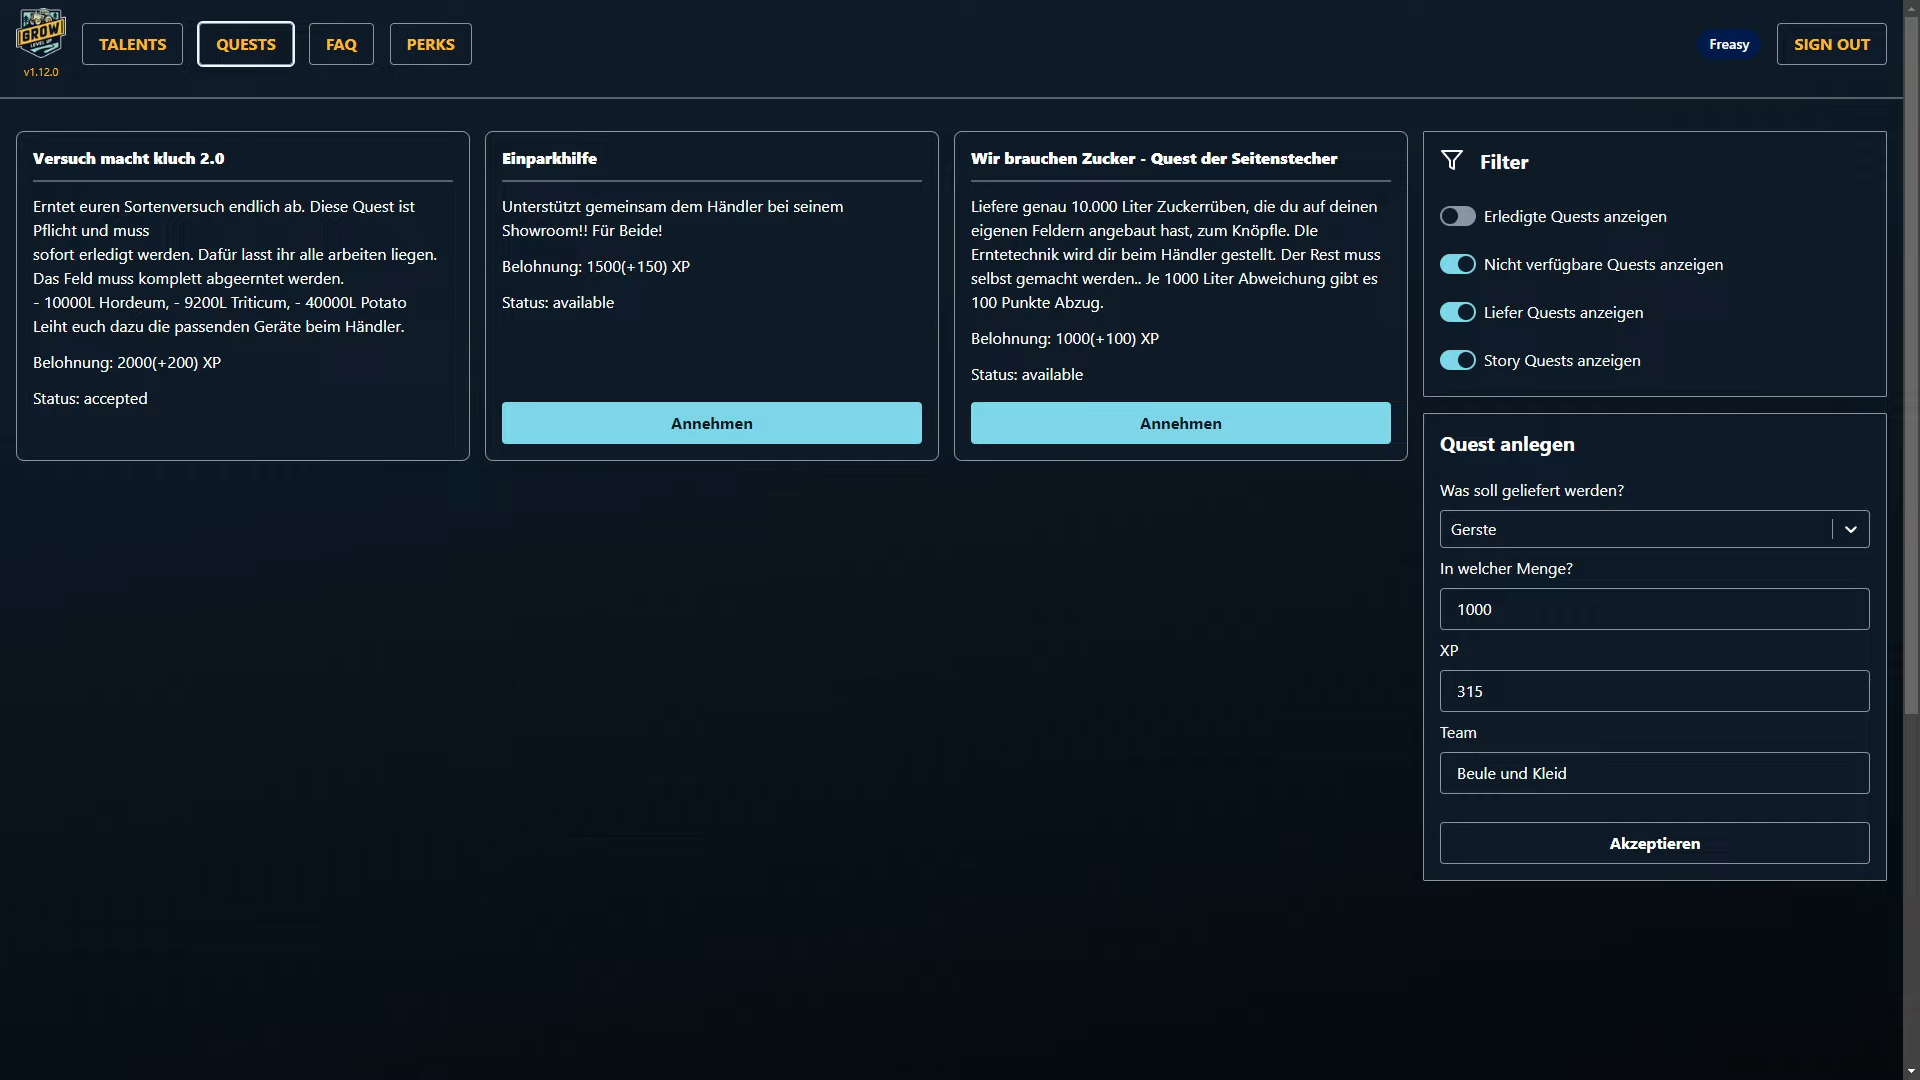 GROW
LEVEL UP
v1.12.0
TALENTS
QUESTS
FAQ
PERKS
Freasy
SIGN OUT
Versuch macht kluch 2.0
Erntet euren Sortenversuch endlich ab. Diese Quest ist
Pflicht und muss
sofort erledigt werden. Dafür lasst ihr alle arbeiten liegen.
Das Feld muss komplett abgeerntet werden.
- 10000L Hordeum, - 9200L Triticum, - 40000L Potato
Leiht euch dazu die passenden Geräte beim Händler.
Belohnung: 2000(+200) XP
Status: accepted
Einparkhilfe
Unterstützt gemeinsam dem Händler bei seinem
Showroom!! Für Beide!
Belohnung: 1500(+150) XP
Status: available
Annehmen
Wir brauchen Zucker - Quest der Seitenstecher
Liefere genau 10.000 Liter Zuckerrüben, die du auf deinen
eigenen Feldern angebaut hast, zum Knöpfle. DIe
Erntetechnik wird dir beim Händler gestellt. Der Rest muss
selbst gemacht werden.. Je 1000 Liter Abweichung gibt es
100 Punkte Abzug.
Belohnung: 1000(+100) XP
Status: available
Annehmen
Filter
Erledigte Quests anzeigen
Nicht verfügbare Quests anzeigen
Liefer Quests anzeigen
Story Quests anzeigen
Quest anlegen
Was soll geliefert werden?
Gerste
In welcher Menge?
1000
XP
315
Team
Beule und Kleid
Akzeptieren